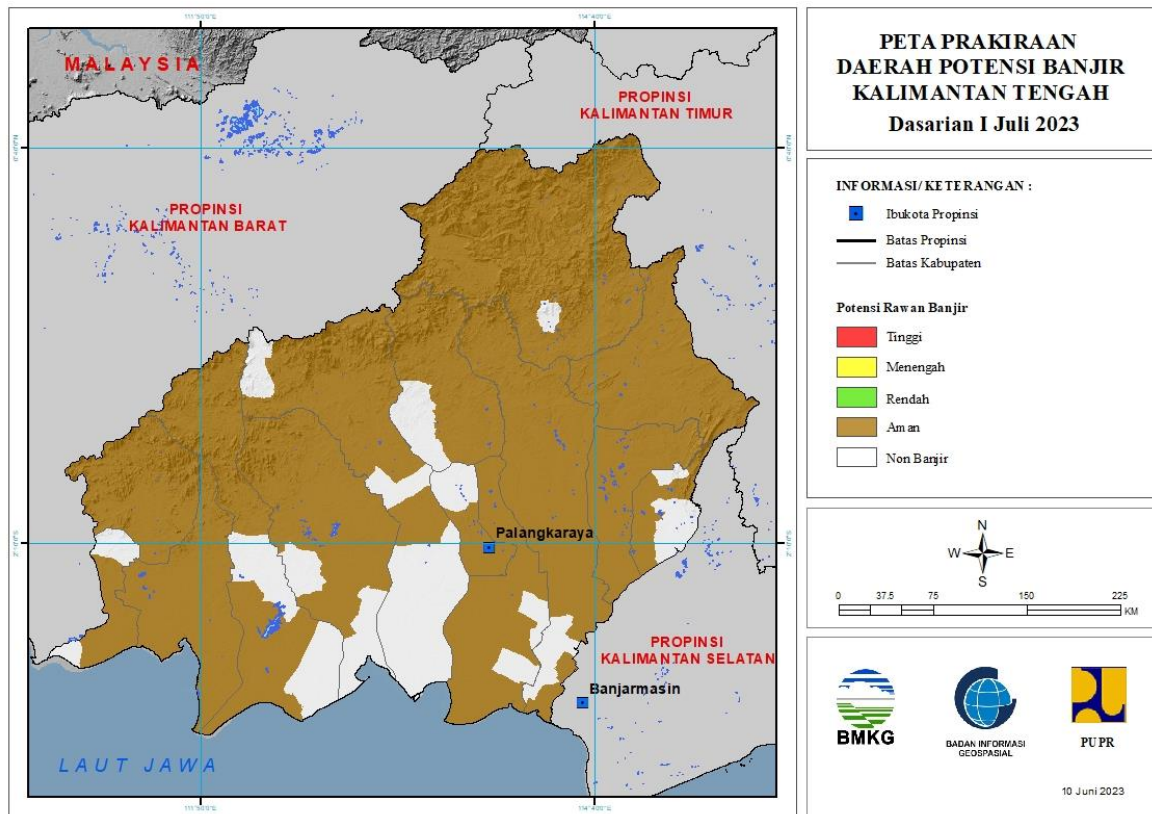 PETA PRAKIRAAN
DAERAH POTENSI BANJIR
KALIMANTAN TENGAH
Dasarian I Juli 2023
INFORMASI/ KETERANGAN :
Ibukota Propinsi
Batas Propinsi
Batas Kabupaten
Potensi Rawan Banjir
Tinggi
Menengah
Rendah
Aman
Non Banjir
N
W E
S
0 37.5 75 150 225
KM
BMKG
BADAN INFORMASI
GEOSPASIAL
PUPR
10 Juni 2023
MALAYSIA
PROPINSI
KALIMANTAN TIMUR
PROPINSI
KALIMANTAN BARAT
Palangkaraya
PROPINSI
KALIMANTAN SELATAN
Banjarmasin
LAUT JAWA